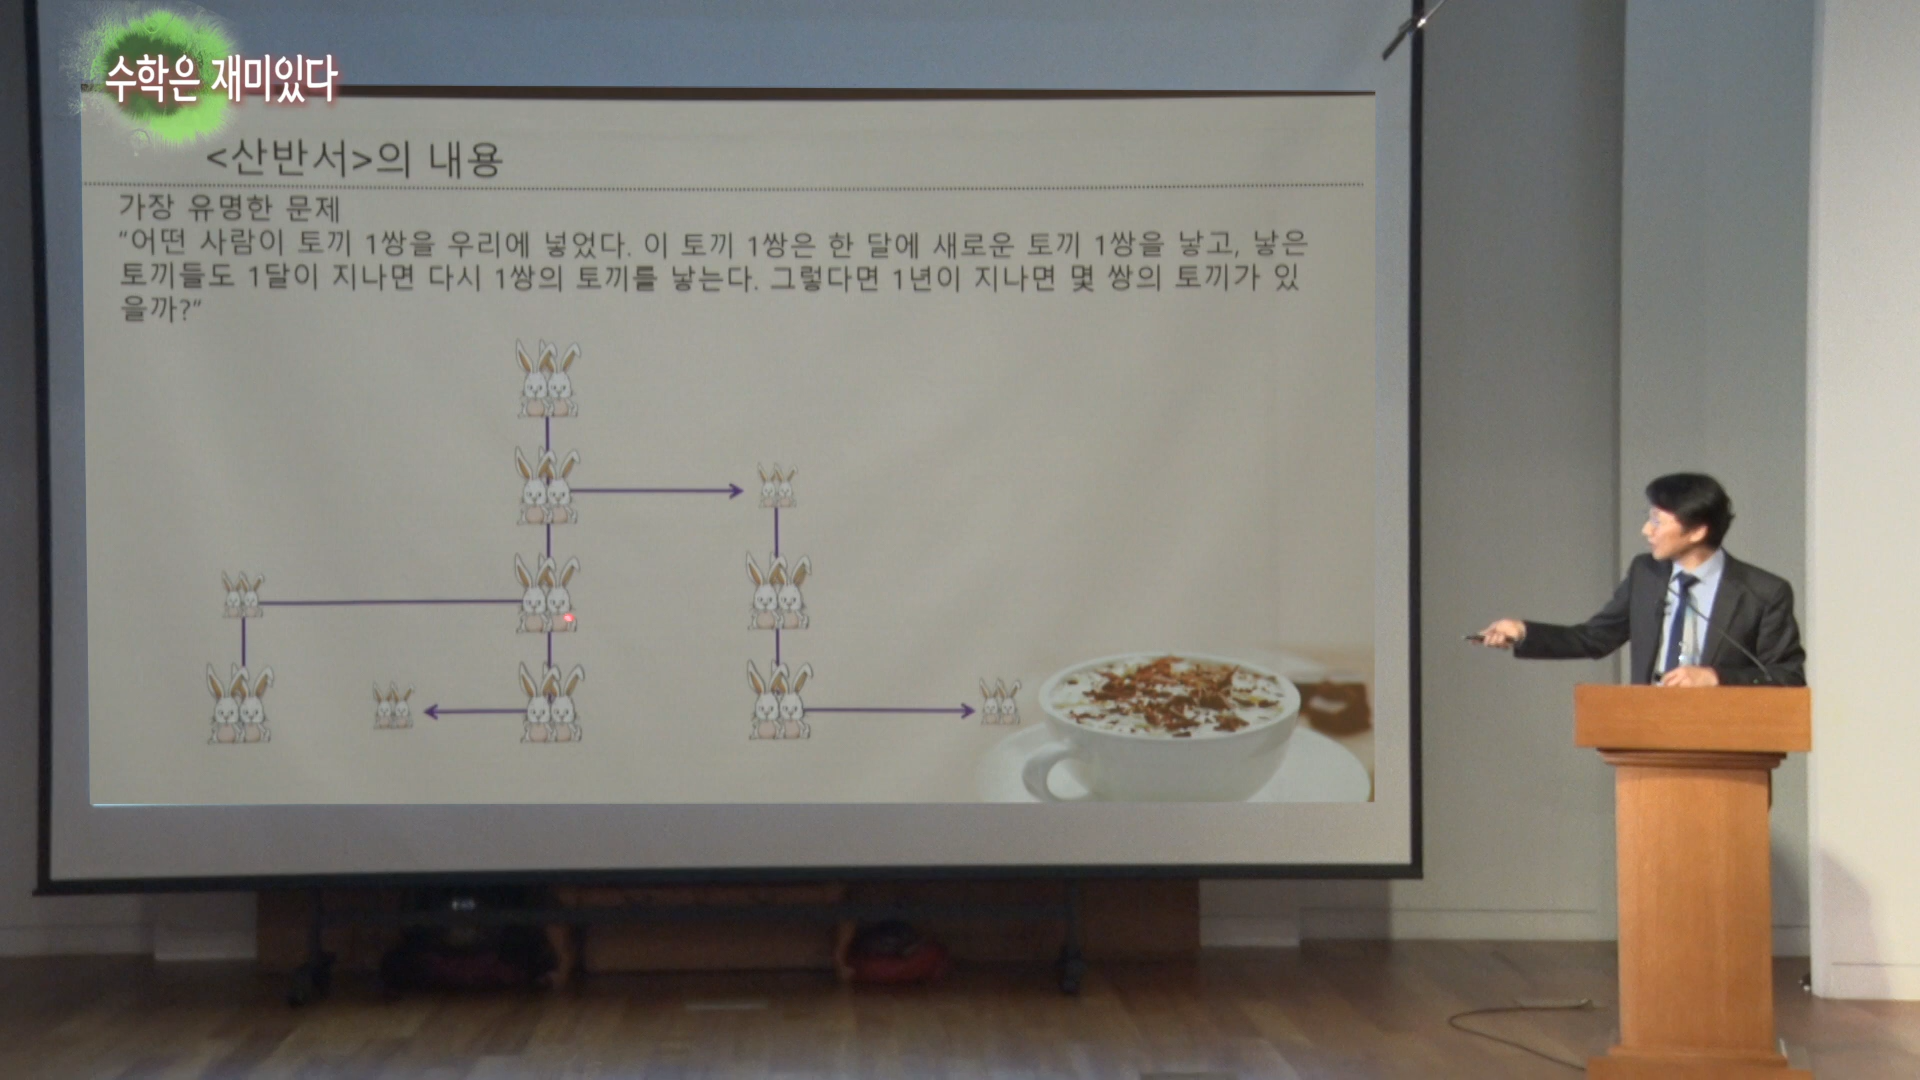 수학은 재미있다
<산반서>의 내용
가장 유명한 문제
“어떤 사람이 토끼 1쌍을 우리에 넣었다. 이 토끼 1쌍은 한 달에 새로운 토끼 1쌍을 낳고, 낳은
토끼들도 1달이 지나면 다시 1쌍의 토끼를 낳는다. 그렇다면 1년이 지나면 몇 쌍의 토끼가 있
을까?”